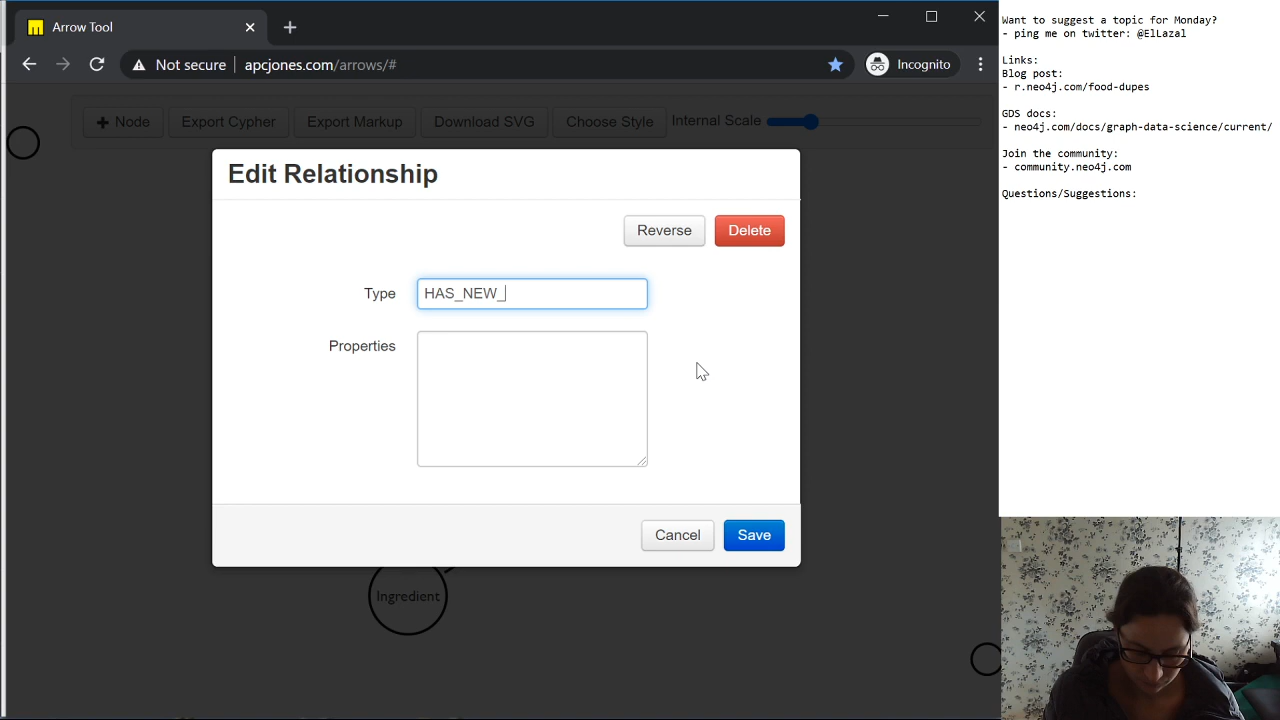 Arrow Tool
Not secure apcjones.com/arrows/#
Incognito
+ Node
Export Cypher
Export Markup
Download SVG
Choose Style
Internal Scale
Edit Relationship
Reverse
Delete
Type
HAS_NEW_
Properties
Cancel
Save
Ingredient
Want to suggest a topic for Monday?
- ping me on twitter: @ElLazal
Links:
Blog post:
- r.neo4j.com/food-dupes
GDS docs:
- neo4j.com/docs/graph-data-science/current/
Join the community:
- community.neo4j.com
Questions/Suggestions: